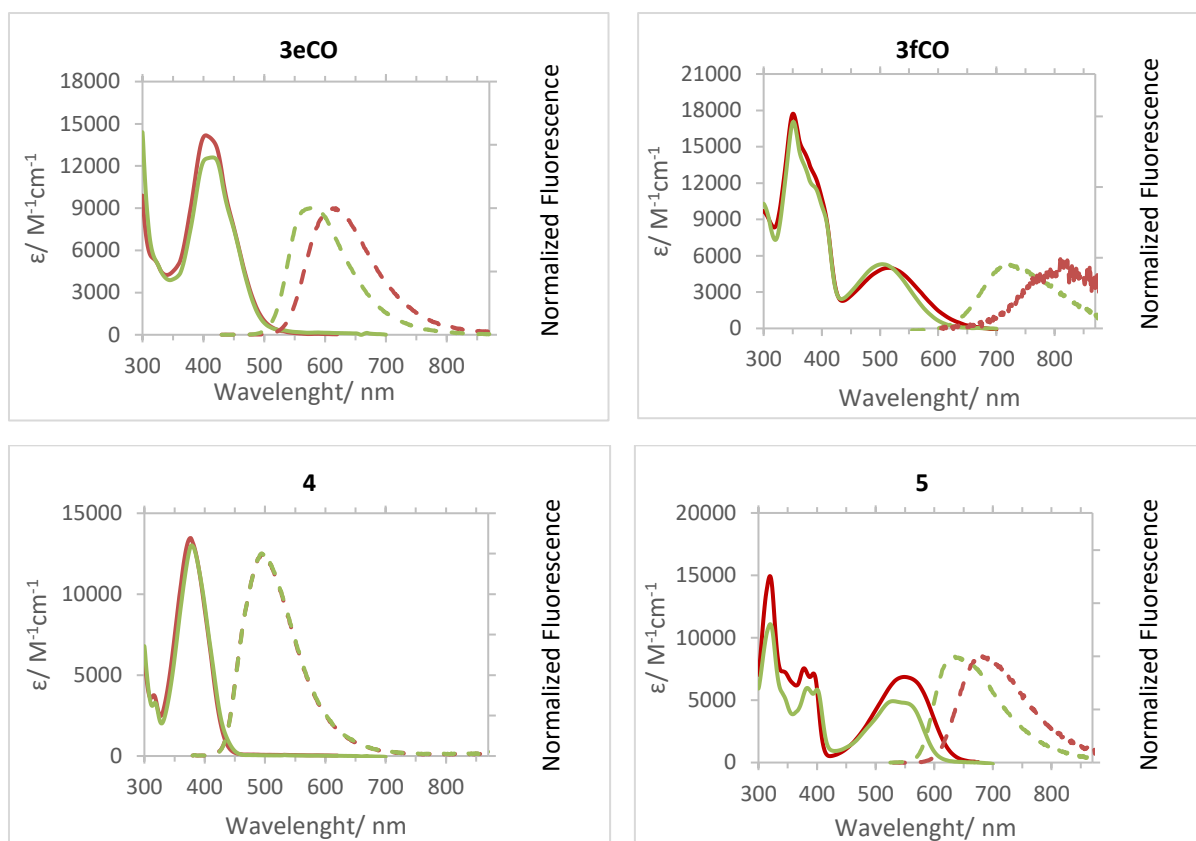 3eCO
18000
15000
12000
9000
6000
3000
0
300 400 500 600 700 800
ε/ M-1cm-1
Wavelenght/ nm
Normalized Fluorescence
3fCO
21000
18000
15000
12000
9000
6000
3000
0
300 400 500 600 700 800
ε/ M-1cm-1
Wavelenght/ nm
Normalized Fluorescence
4
15000
10000
5000
0
300 400 500 600 700 800
ε/ M-1cm-1
Wavelenght/ nm
Normalized Fluorescence
5
20000
15000
10000
5000
0
300 400 500 600 700 800
ε/ M-1cm-1
Wavelenght/ nm
Normalized Fluorescence